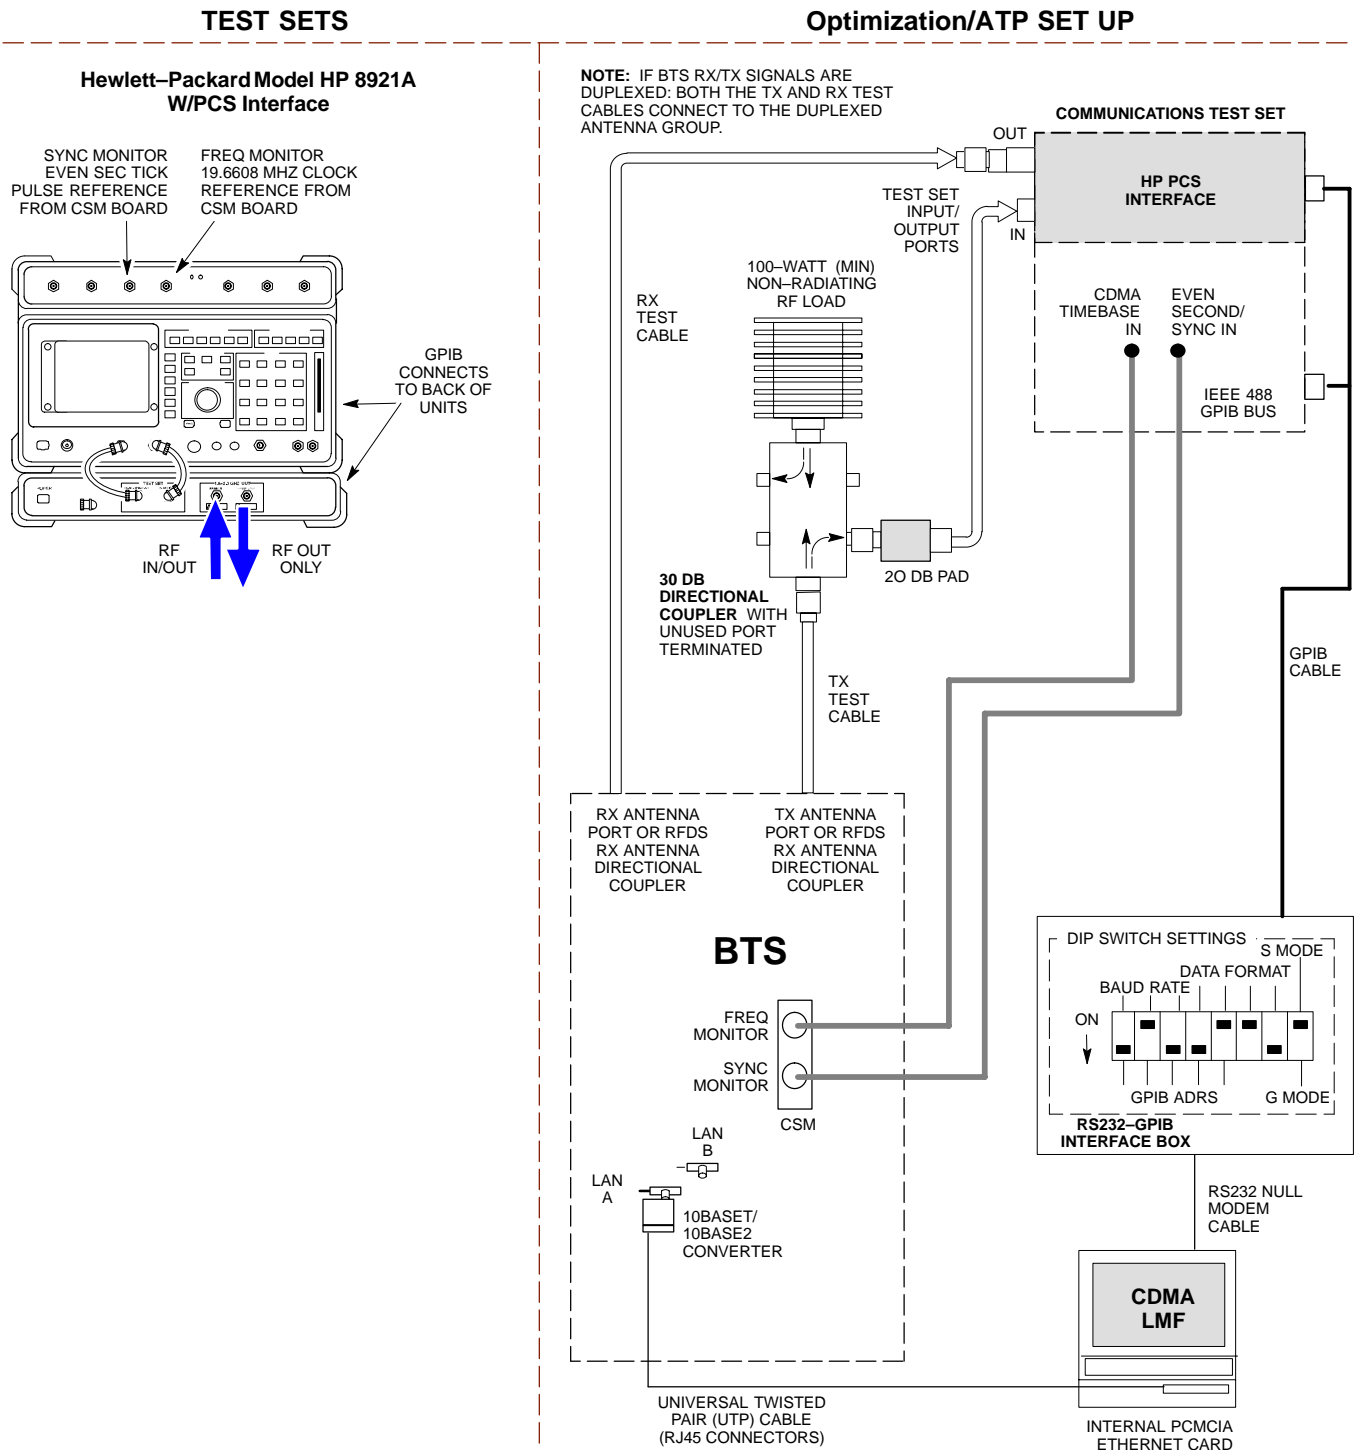 TEST SETS
Optimization/ATP SET UP
Hewlett–Packard Model HP 8921A
W/PCS Interface
SYNC MONITOR
EVEN SEC TICK
PULSE REFERENCE
FROM CSM BOARD
FREQ MONITOR
19.6608 MHZ CLOCK
REFERENCE FROM
CSM BOARD
GPIB
CONNECTS
TO BACK OF
UNITS
RF
IN/OUT
RF OUT
ONLY
NOTE: IF BTS RX/TX SIGNALS ARE
DUPLEXED: BOTH THE TX AND RX TEST
CABLES CONNECT TO THE DUPLEXED
ANTENNA GROUP.
COMMUNICATIONS TEST SET
OUT
HP PCS
INTERFACE
TEST SET
INPUT/
OUTPUT
PORTS
IN
100–WATT (MIN)
NON–RADIATING
RF LOAD
RX
TEST
CABLE
CDMA
TIMEBASE
IN
EVEN
SECOND/
SYNC IN
IEEE 488
GPIB BUS
2O DB PAD
30 DB
DIRECTIONAL
COUPLER WITH
UNUSED PORT
TERMINATED
GPIB
CABLE
TX
TEST
CABLE
RX ANTENNA
PORT OR RFDS
RX ANTENNA
DIRECTIONAL
COUPLER
TX ANTENNA
PORT OR RFDS
RX ANTENNA
DIRECTIONAL
COUPLER
BTS
FREQ
MONITOR
SYNC
MONITOR
CSM
LAN
B
LAN
A
10BASET/
10BASE2
CONVERTER
DIP SWITCH SETTINGS
S MODE
DATA FORMAT
BAUD RATE
ON
GPIB ADRS
G MODE
RS232–GPIB
INTERFACE BOX
RS232 NULL
MODEM
CABLE
CDMA
LMF
UNIVERSAL TWISTED
PAIR (UTP) CABLE
(RJ45 CONNECTORS)
INTERNAL PCMCIA
ETHERNET CARD